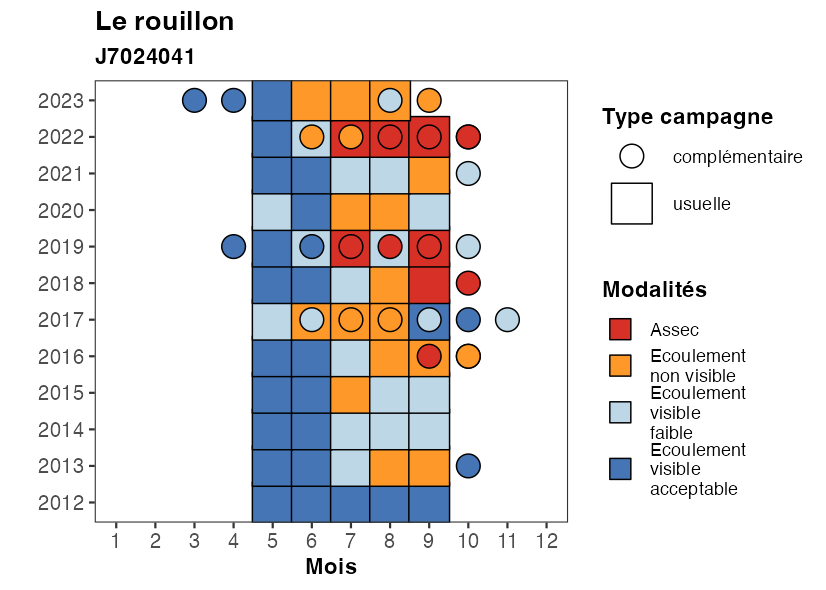 Le rouillon
J7024041
2023
2022
2021
2020
2019
2018
2017
2016
2015
2014
2013
2012
1 2 3 4 5 6 7 8 9 10 11 12
Mois
Type campagne
complémentaire
usuelle
Modalités
Assec
Ecoulement
non visible
Ecoulement
visible
faible
Ecoulement
visible
acceptable